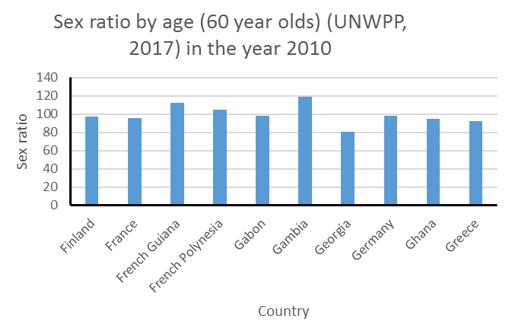 Sex ratio by age (60 year olds) (UNWPP,
2017) in the year 2010
140
120
100
80
60
40
20
0
Sex ratio
Finland
France
French Guiana
French Polynesia
Gabon
Gambia
Georgia
Germany
Ghana
Greece
Country